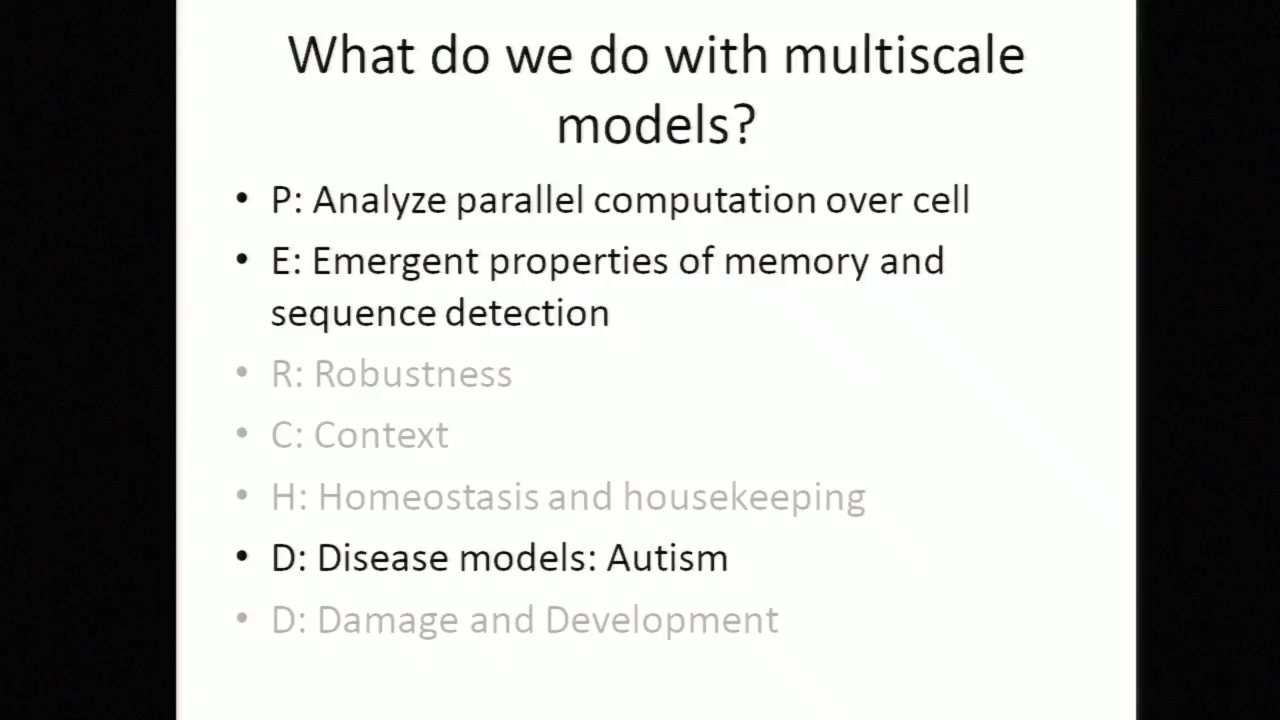 What do we do with multiscale
models?
• P: Analyze parallel computation over cell
• E: Emergent properties of memory and
sequence detection
• R: Robustness
• C: Context
• H: Homeostasis and housekeeping
• D: Disease models: Autism
• D: Damage and Development